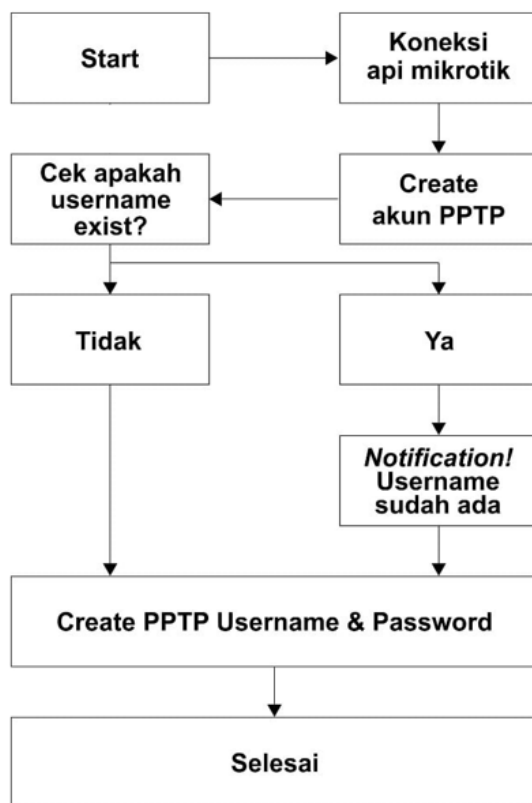 Start
Koneksi
api mikrotik
Cek apakah
username
exist?
Create
akun PPTP
Tidak
Ya
Notification!
Username
sudah ada
Create PPTP Username & Password
Selesai